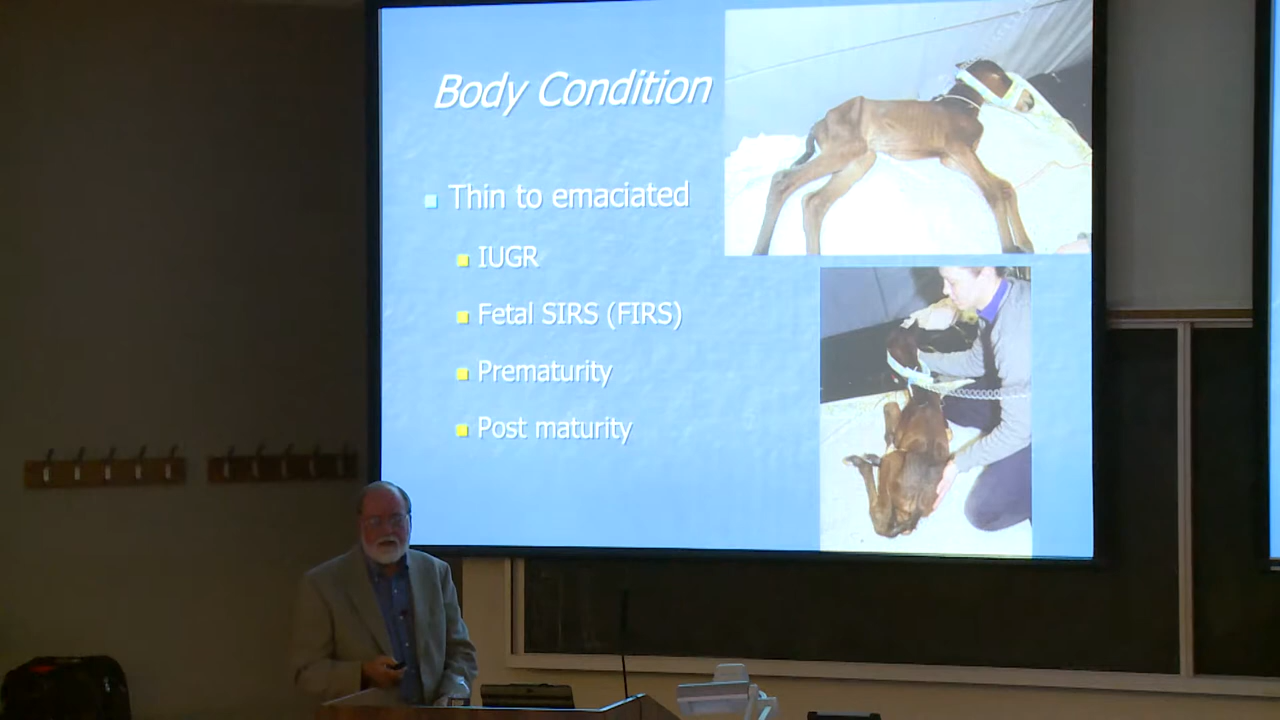 Body Condition
Thin to emaciated
IUGR
Fetal SIRS (FIRS)
Prematurity
Post maturity